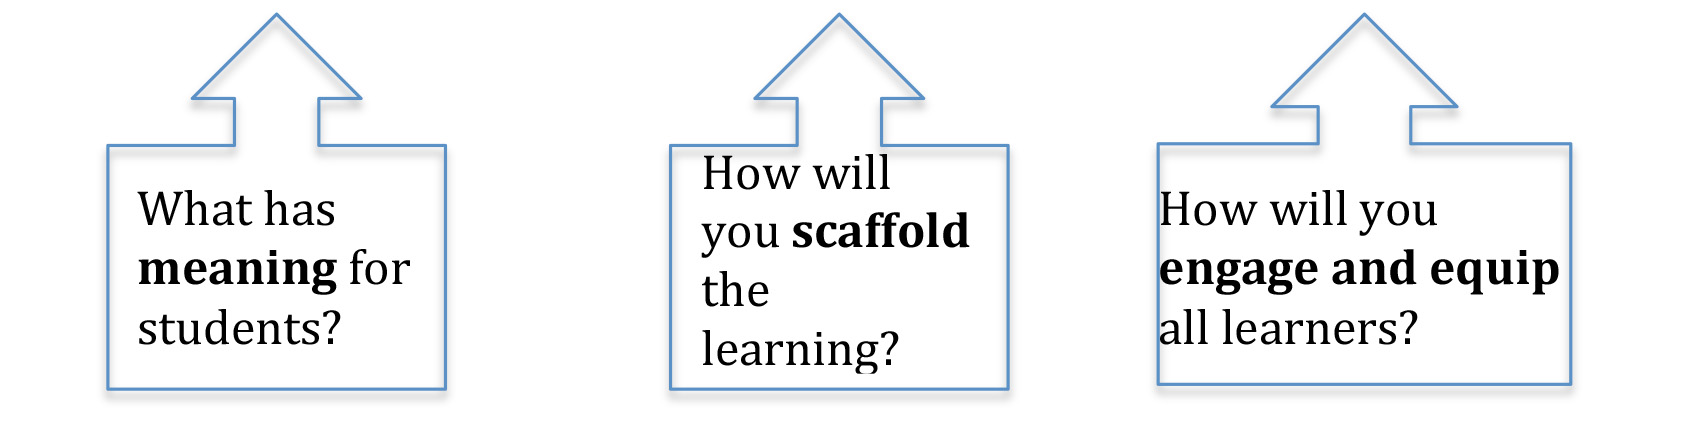 What has
meaning for
students?
How will
you scaffold
the
learning?
How will you
engage and equip
all learners?